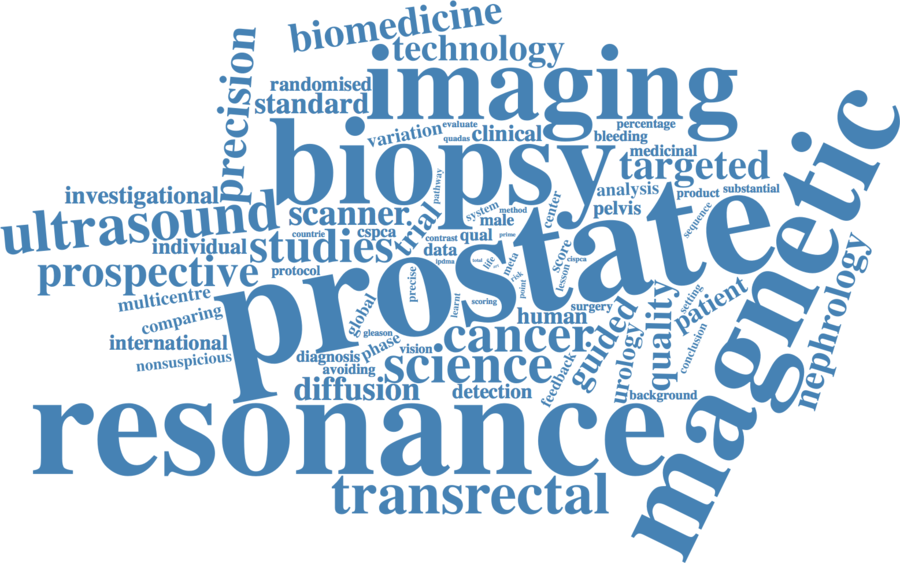 biomedicine
technology
imaging
precision
randomised
standard
variation
evaluate
quadas
clinical
percentage
bleeding
medicinal
targeted
biopsy
pathway
investigational
ultrasound
scanner
countrie
cspca
trial
system
method
male
center
analysis
product
substantial
pelvis
sequence
magnetic
individual
studies
contrast
qual
prime
data
ipdma
total
life
meta
risk
score
cispca
lesson
prostate
prospective
protocol
precise
learnt
scoring
point
multicentre
comparing
global
gleason
human
surgery
guided
urology
quality
setting
patient
nephrology
international
nonsuspicious
diagnosis
phase
vision
cancer
avoiding
science
feedback
conclusion
background
diffusion
detection
resonance
transrectal